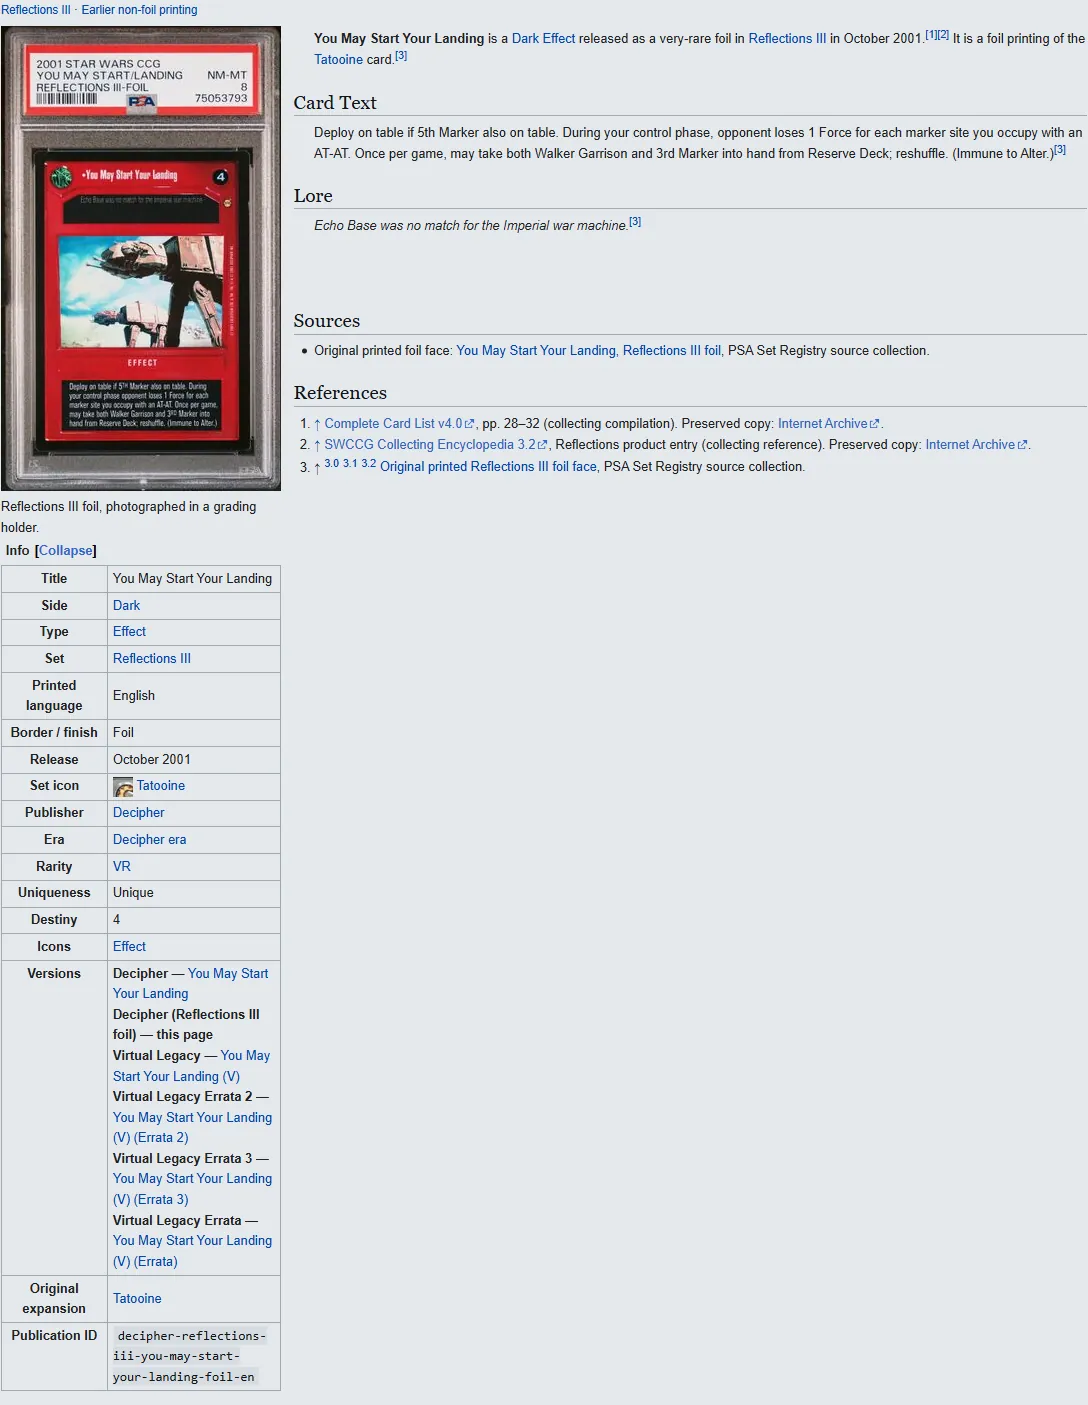 Reflections III · Earlier non-foil printing
2001 STAR WARS CCG
YOU MAY START/LANDING NM-MT
REFLECTIONS III-FOIL 8
PSA 75053793
•You May Start Your Landing 4
Echo Base was no match for the Imperial war machine.
EFFECT
Deploy on table if 5TH Marker also on table. During
your control phase opponent loses 1 Force for each
marker site you occupy with an AT-AT. Once per game,
may take both Walker Garrison and 3RD Marker into
hand from Reserve Deck; reshuffle. (Immune to Alter.)
Reflections III foil, photographed in a grading
holder.
Info [Collapse]
Title You May Start Your Landing
Side Dark
Type Effect
Set Reflections III
Printed
language English
Border / finish Foil
Release October 2001
Set icon Tatooine
Publisher Decipher
Era Decipher era
Rarity VR
Uniqueness Unique
Destiny 4
Icons Effect
Versions Decipher — You May Start
Your Landing
Decipher (Reflections III
foil) — this page
Virtual Legacy — You May
Start Your Landing (V)
Virtual Legacy Errata 2 —
You May Start Your Landing
(V) (Errata 2)
Virtual Legacy Errata 3 —
You May Start Your Landing
(V) (Errata 3)
Virtual Legacy Errata —
You May Start Your Landing
(V) (Errata)
Original
expansion Tatooine
Publication ID decipher-reflections-
iii-you-may-start-
your-landing-foil-en
You May Start Your Landing is a Dark Effect released as a very-rare foil in Reflections III in October 2001.[1][2] It is a foil printing of the
Tatooine card.[3]
Card Text
Deploy on table if 5th Marker also on table. During your control phase, opponent loses 1 Force for each marker site you occupy with an
AT-AT. Once per game, may take both Walker Garrison and 3rd Marker into hand from Reserve Deck; reshuffle. (Immune to Alter.)[3]
Lore
Echo Base was no match for the Imperial war machine.[3]
Sources
• Original printed foil face: You May Start Your Landing, Reflections III foil, PSA Set Registry source collection.
References
1. ↑ Complete Card List v4.0, pp. 28–32 (collecting compilation). Preserved copy: Internet Archive.
2. ↑ SWCCG Collecting Encyclopedia 3.2, Reflections product entry (collecting reference). Preserved copy: Internet Archive.
3. ↑ 3.0 3.1 3.2 Original printed Reflections III foil face, PSA Set Registry source collection.